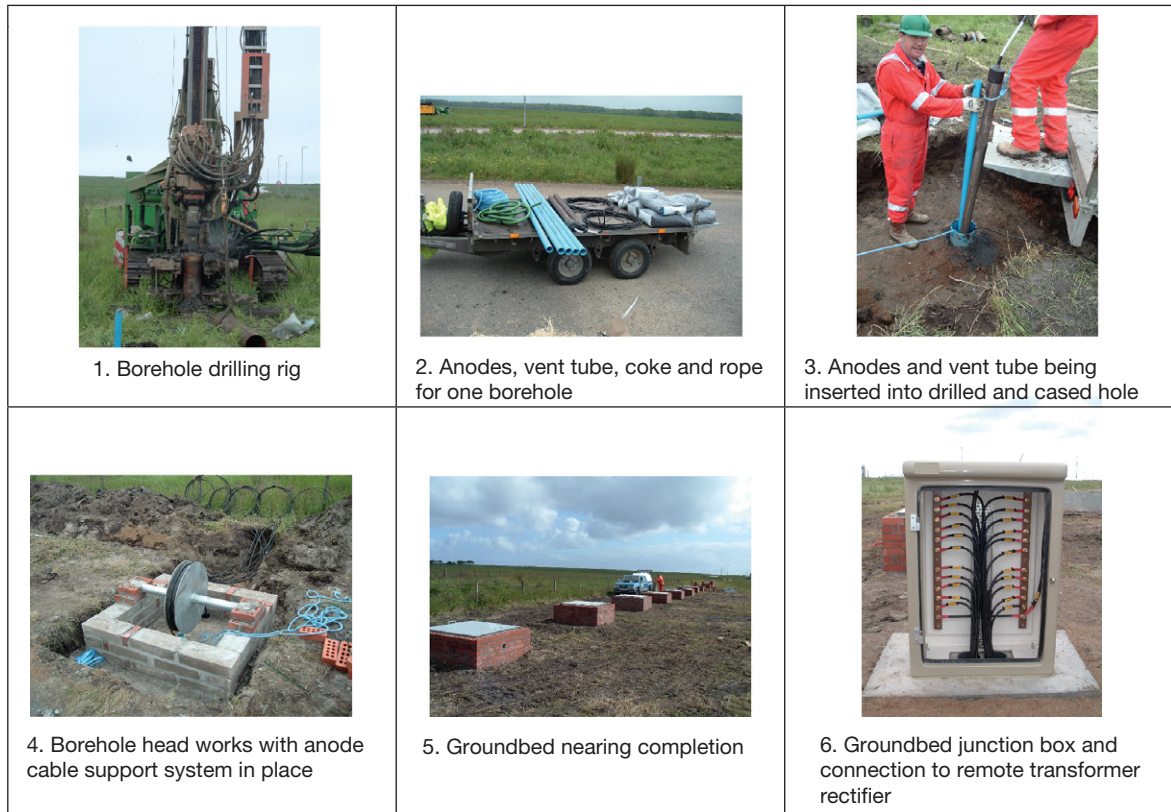 1. Borehole drilling rig
2. Anodes, vent tube, coke and rope
for one borehole
3. Anodes and vent tube being
inserted into drilled and cased hole
4. Borehole head works with anode
cable support system in place
5. Groundbed nearing completion
6. Groundbed junction box and
connection to remote transformer
rectifier